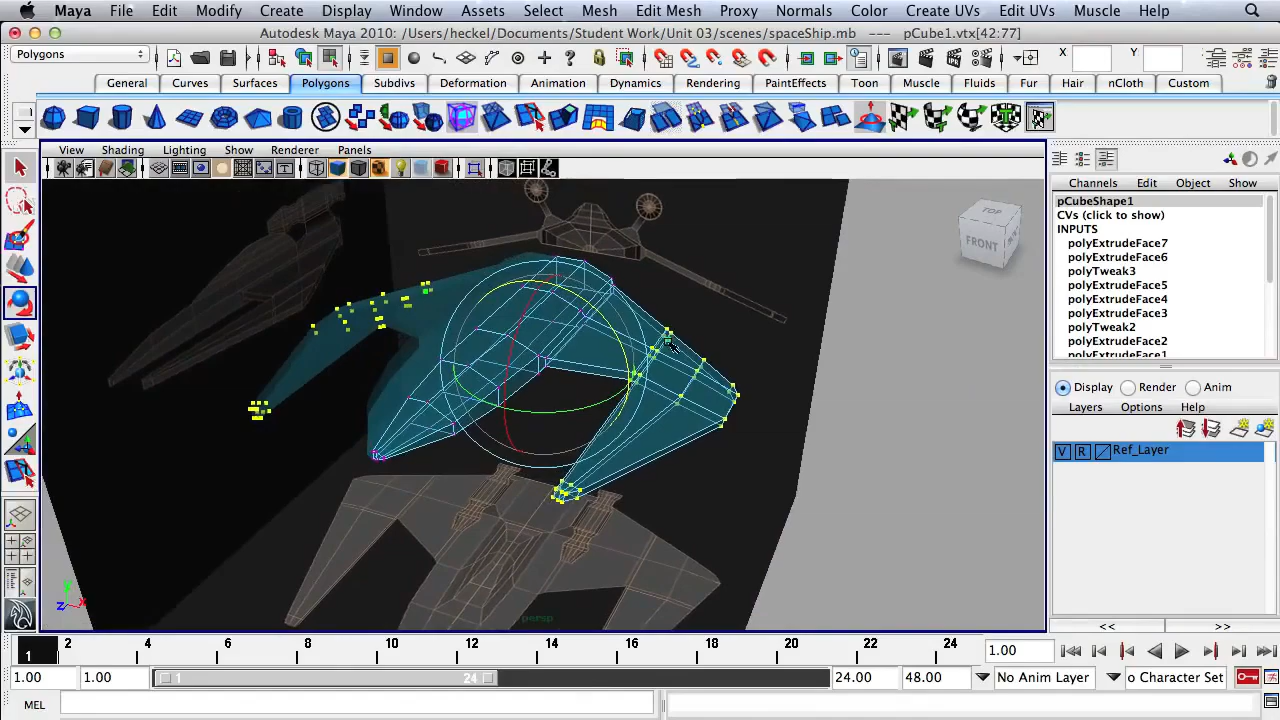 Maya File Edit Modify Create Display Window Assets Select Mesh Edit Mesh Proxy Normals Color Create UVs Edit UVs Muscle Help
Autodesk Maya 2010: /Users/heckel/Documents/Student Work/Unit 03/scenes/spaceShip.mb --- pCube1.vtx[42:77]
Polygons
X:
Y:
General Curves Surfaces Polygons Subdivs Deformation Animation Dynamics Rendering PaintEffects Toon Muscle Fluids Fur Hair nCloth Custom
View Shading Lighting Show Renderer Panels
Channels Edit Object Show
pCubeShape1
CVs (click to show)
INPUTS
polyExtrudeFace7
polyExtrudeFace6
polyTweak3
polyExtrudeFace5
polyExtrudeFace4
polyExtrudeFace3
polyTweak2
polyExtrudeFace2
polyExtrudeFace1
TOP
FRONT
Display Render Anim
Layers Options Help
V R Ref_Layer
y
z x
persp
<< >>
1 2 4 6 8 10 12 14 16 18 20 22 24
1.00
1.00 1.00 1 24 24.00 48.00 No Anim Layer o Character Set
MEL